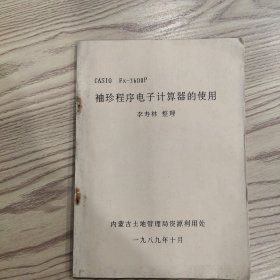 CASIO Fx-3600P
袖珍程序电子计算器的使用
李寿林 整理
内蒙古土地管理局资源利用处
一九八九年十月